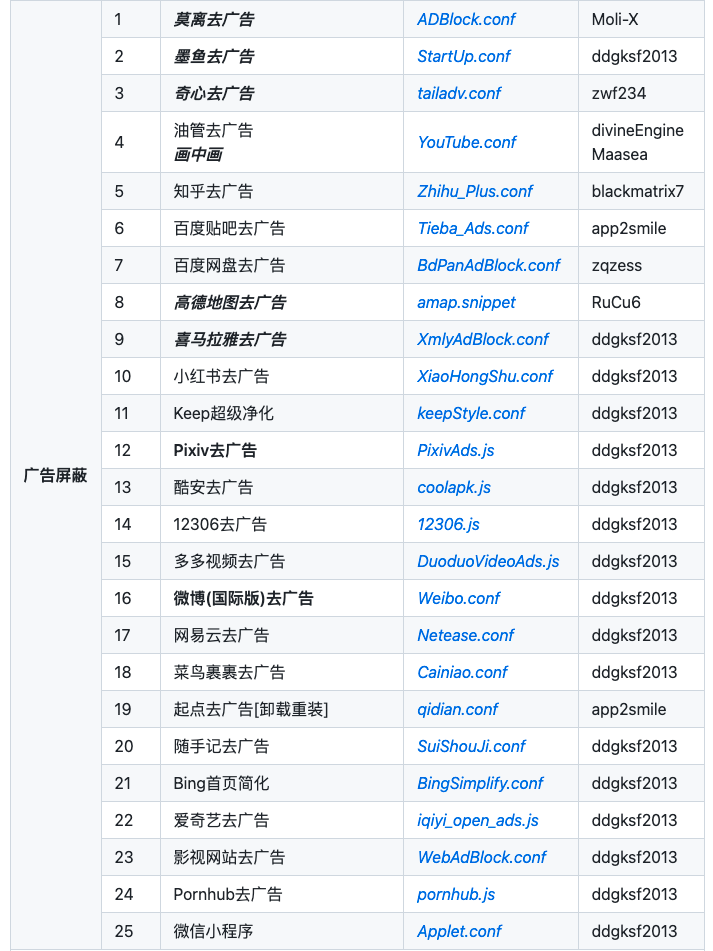 广告屏蔽
1 莫离去广告 ADBlock.conf Moli-X
2 墨鱼去广告 StartUp.conf ddgksf2013
3 奇心去广告 tailadv.conf zwf234
4 油管去广告 画中画 YouTube.conf divineEngine Maasea
5 知乎去广告 Zhihu_Plus.conf blackmatrix7
6 百度贴吧去广告 Tieba_Ads.conf app2smile
7 百度网盘去广告 BdPanAdBlock.conf zqzess
8 高德地图去广告 amap.snippet RuCu6
9 喜马拉雅去广告 XmlyAdBlock.conf ddgksf2013
10 小红书去广告 XiaoHongShu.conf ddgksf2013
11 Keep超级净化 keepStyle.conf ddgksf2013
12 Pixiv去广告 PixivAds.js ddgksf2013
13 酷安去广告 coolapk.js ddgksf2013
14 12306去广告 12306.js ddgksf2013
15 多多视频去广告 DuoduoVideoAds.js ddgksf2013
16 微博(国际版)去广告 Weibo.conf ddgksf2013
17 网易云去广告 Netease.conf ddgksf2013
18 菜鸟裹裹去广告 Cainiao.conf ddgksf2013
19 起点去广告[卸载重装] qidian.conf app2smile
20 随手记去广告 SuiShouJi.conf ddgksf2013
21 Bing首页简化 BingSimplify.conf ddgksf2013
22 爱奇艺去广告 iqiyi_open_ads.js ddgksf2013
23 影视网站去广告 WebAdBlock.conf ddgksf2013
24 Pornhub去广告 pornhub.js ddgksf2013
25 微信小程序 Applet.conf ddgksf2013